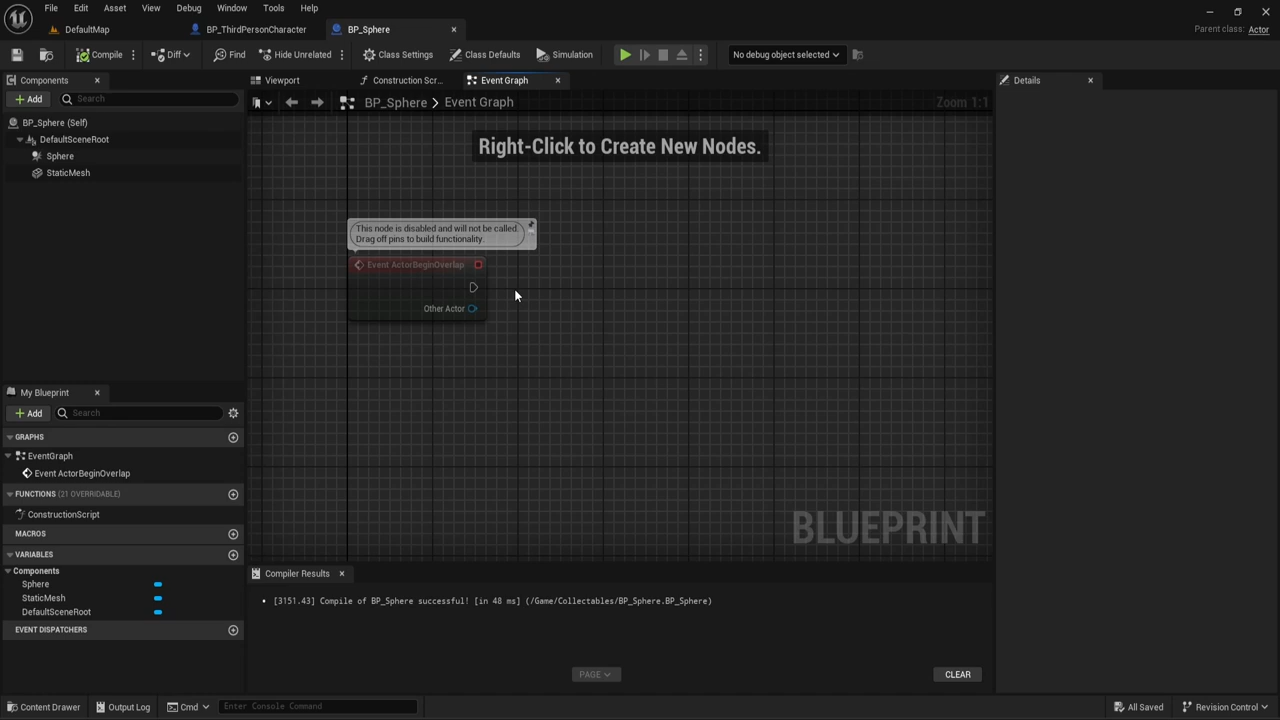 File Edit Asset View Debug Window Tools Help
DefaultMap BP_ThirdPersonCharacter BP_Sphere
Parent class: Actor
Compile Diff Find Hide Unrelated Class Settings Class Defaults Simulation No debug object selected
Components
Viewport Construction Scr... Event Graph
Details
Add Search
BP_Sphere > Event Graph
Zoom 1:1
BP_Sphere (Self)
DefaultSceneRoot
Sphere
StaticMesh
Right-Click to Create New Nodes.
This node is disabled and will not be called.
Drag off pins to build functionality.
Event ActorBeginOverlap
Other Actor
My Blueprint
Add Search
GRAPHS
EventGraph
Event ActorBeginOverlap
FUNCTIONS (21 OVERRIDABLE)
ConstructionScript
MACROS
VARIABLES
Components
Sphere
StaticMesh
DefaultSceneRoot
EVENT DISPATCHERS
BLUEPRINT
Compiler Results
[3151.43] Compile of BP_Sphere successful! [in 48 ms] (/Game/Collectables/BP_Sphere.BP_Sphere)
PAGE
CLEAR
Content Drawer Output Log Cmd Enter Console Command All Saved Revision Control